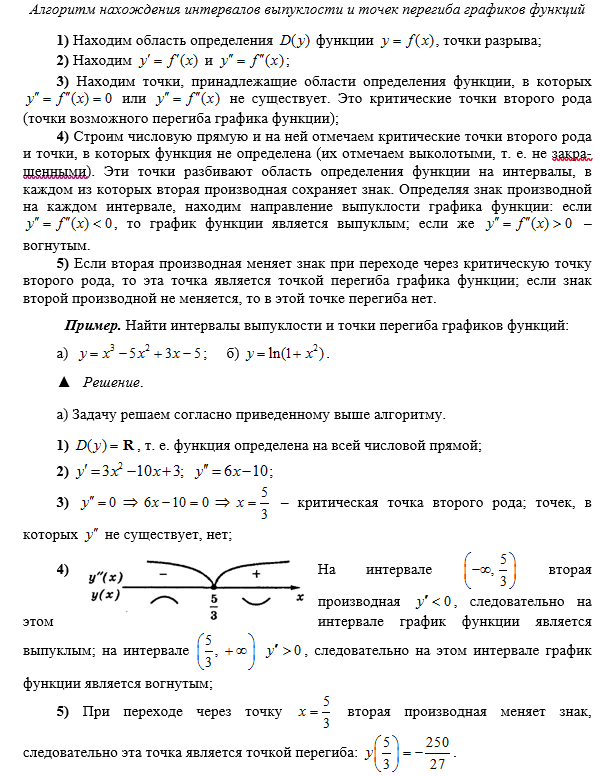 Алгоритм нахождения интервалов выпуклости и точек перегиба графиков функций
1) Находим область определения D(y) функции y = f(x), точки разрыва;
2) Находим y′ = f′(x) и y″ = f″(x);
3) Находим точки, принадлежащие области определения функции, в которых
y″ = f″(x) = 0 или y″ = f″(x) не существует. Это критические точки второго рода
(точки возможного перегиба графика функции);
4) Строим числовую прямую и на ней отмечаем критические точки второго рода
и точки, в которых функция не определена (их отмечаем выколотыми, т. е. не закра-
шенными). Эти точки разбивают область определения функции на интервалы, в
каждом из которых вторая производная сохраняет знак. Определяя знак производной
на каждом интервале, находим направление выпуклости графика функции: если
y″ = f″(x) < 0, то график функции является выпуклым; если же y″ = f″(x) > 0 –
вогнутым.
5) Если вторая производная меняет знак при переходе через критическую точку
второго рода, то эта точка является точкой перегиба графика функции; если знак
второй производной не меняется, то в этой точке перегиба нет.
Пример. Найти интервалы выпуклости и точки перегиба графиков функций:
а) y = x³ − 5x² + 3x − 5; б) y = ln(1 + x²).
▲ Решение.
а) Задачу решаем согласно приведенному выше алгоритму.
1) D(y) = R, т. е. функция определена на всей числовой прямой;
2) y′ = 3x² − 10x + 3; y″ = 6x − 10;
3) y″ = 0 ⇒ 6x − 10 = 0 ⇒ x = 5/3 – критическая точка второго рода; точек, в
которых y″ не существует, нет;
4) y″(x) − + y(x) 5/3 x На интервале (−∞, 5/3) вторая
производная y″ < 0, следовательно на
этом интервале график функции является
выпуклым; на интервале (5/3, +∞) y″ > 0, следовательно на этом интервале график
функции является вогнутым;
5) При переходе через точку x = 5/3 вторая производная меняет знак,
следовательно эта точка является точкой перегиба: y(5/3) = −250/27.